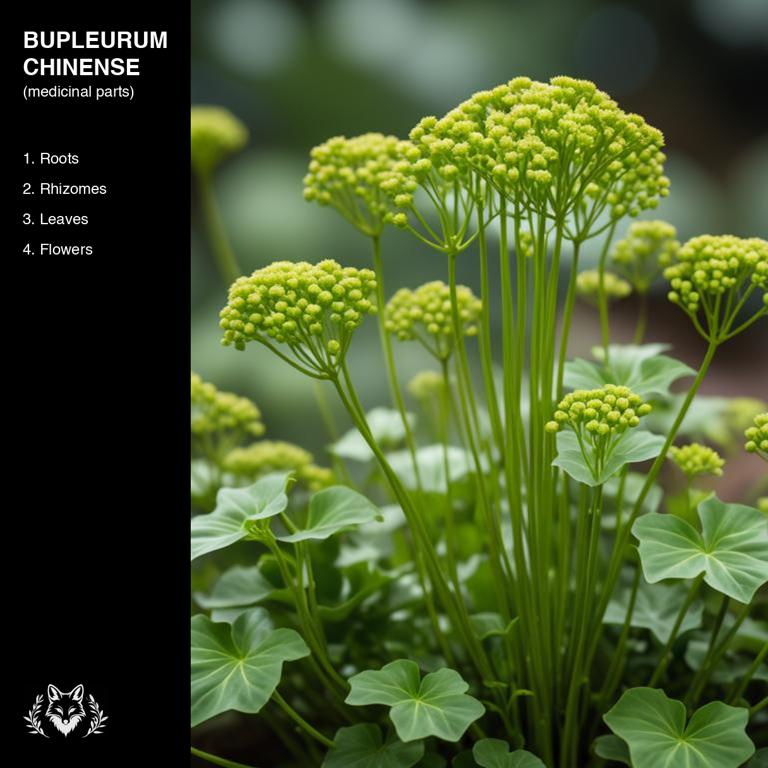 BUPLEURUM
CHINENSE
(medicinal parts)
1. Roots
2. Rhizomes
3. Leaves
4. Flowers